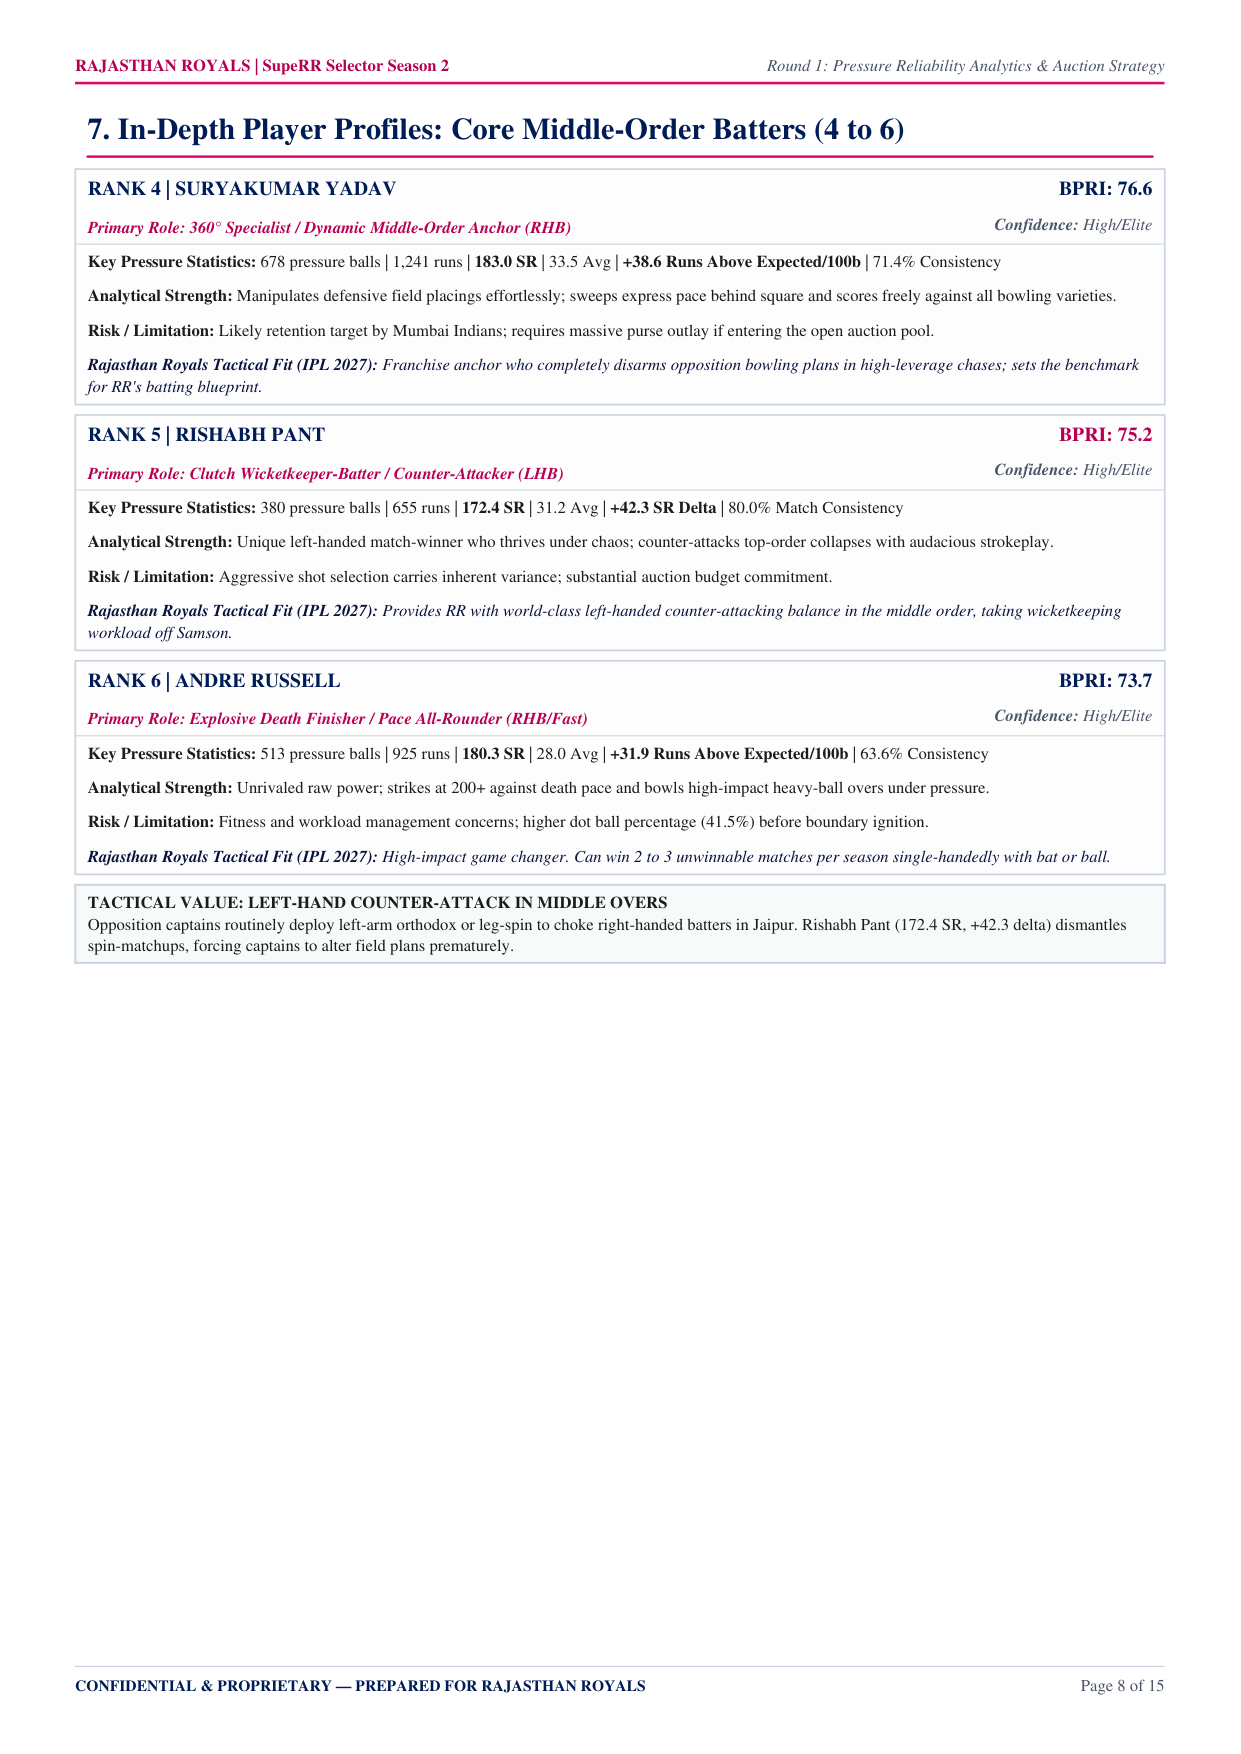 RAJASTHAN ROYALS | SupeRR Selector Season 2
Round 1: Pressure Reliability Analytics & Auction Strategy
7. In-Depth Player Profiles: Core Middle-Order Batters (4 to 6)
RANK 4 | SURYAKUMAR YADAV
BPRI: 76.6
Primary Role: 360° Specialist / Dynamic Middle-Order Anchor (RHB)
Confidence: High/Elite
Key Pressure Statistics: 678 pressure balls | 1,241 runs | 183.0 SR | 33.5 Avg | +38.6 Runs Above Expected/100b | 71.4% Consistency
Analytical Strength: Manipulates defensive field placings effortlessly; sweeps express pace behind square and scores freely against all bowling varieties.
Risk / Limitation: Likely retention target by Mumbai Indians; requires massive purse outlay if entering the open auction pool.
Rajasthan Royals Tactical Fit (IPL 2027): Franchise anchor who completely disarms opposition bowling plans in high-leverage chases; sets the benchmark
for RR's batting blueprint.
RANK 5 | RISHABH PANT
BPRI: 75.2
Primary Role: Clutch Wicketkeeper-Batter / Counter-Attacker (LHB)
Confidence: High/Elite
Key Pressure Statistics: 380 pressure balls | 655 runs | 172.4 SR | 31.2 Avg | +42.3 SR Delta | 80.0% Match Consistency
Analytical Strength: Unique left-handed match-winner who thrives under chaos; counter-attacks top-order collapses with audacious strokeplay.
Risk / Limitation: Aggressive shot selection carries inherent variance; substantial auction budget commitment.
Rajasthan Royals Tactical Fit (IPL 2027): Provides RR with world-class left-handed counter-attacking balance in the middle order, taking wicketkeeping
workload off Samson.
RANK 6 | ANDRE RUSSELL
BPRI: 73.7
Primary Role: Explosive Death Finisher / Pace All-Rounder (RHB/Fast)
Confidence: High/Elite
Key Pressure Statistics: 513 pressure balls | 925 runs | 180.3 SR | 28.0 Avg | +31.9 Runs Above Expected/100b | 63.6% Consistency
Analytical Strength: Unrivaled raw power; strikes at 200+ against death pace and bowls high-impact heavy-ball overs under pressure.
Risk / Limitation: Fitness and workload management concerns; higher dot ball percentage (41.5%) before boundary ignition.
Rajasthan Royals Tactical Fit (IPL 2027): High-impact game changer. Can win 2 to 3 unwinnable matches per season single-handedly with bat or ball.
TACTICAL VALUE: LEFT-HAND COUNTER-ATTACK IN MIDDLE OVERS
Opposition captains routinely deploy left-arm orthodox or leg-spin to choke right-handed batters in Jaipur. Rishabh Pant (172.4 SR, +42.3 delta) dismantles
spin-matchups, forcing captains to alter field plans prematurely.
CONFIDENTIAL & PROPRIETARY — PREPARED FOR RAJASTHAN ROYALS
Page 8 of 15